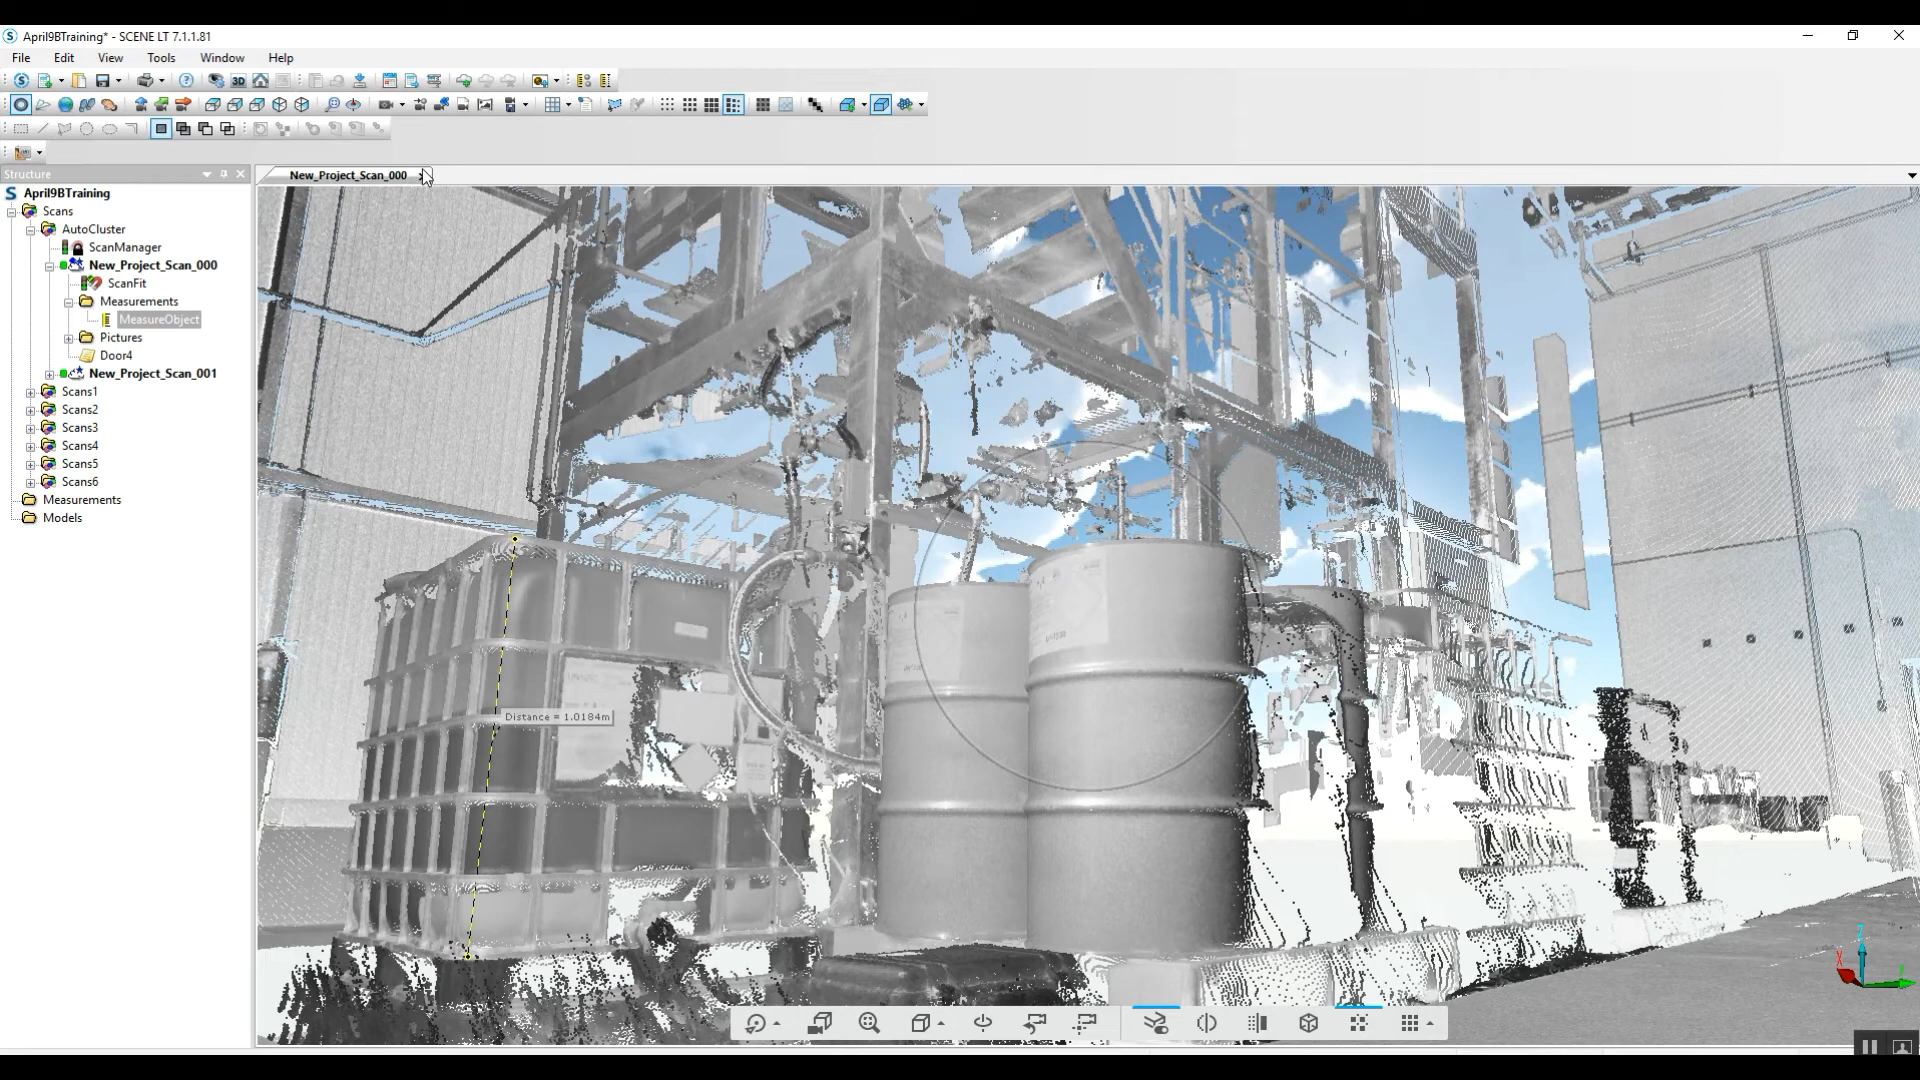 April9BTraining* - SCENE LT 7.1.1.81
File Edit View Tools Window Help
3D
Structure
New_Project_Scan_000
April9BTraining
Scans
AutoCluster
ScanManager
New_Project_Scan_000
ScanFit
Measurements
MeasureObject
Pictures
Door4
New_Project_Scan_001
Scans1
Scans2
Scans3
Scans4
Scans5
Scans6
Measurements
Models
Distance = 1.0184m
Z
X